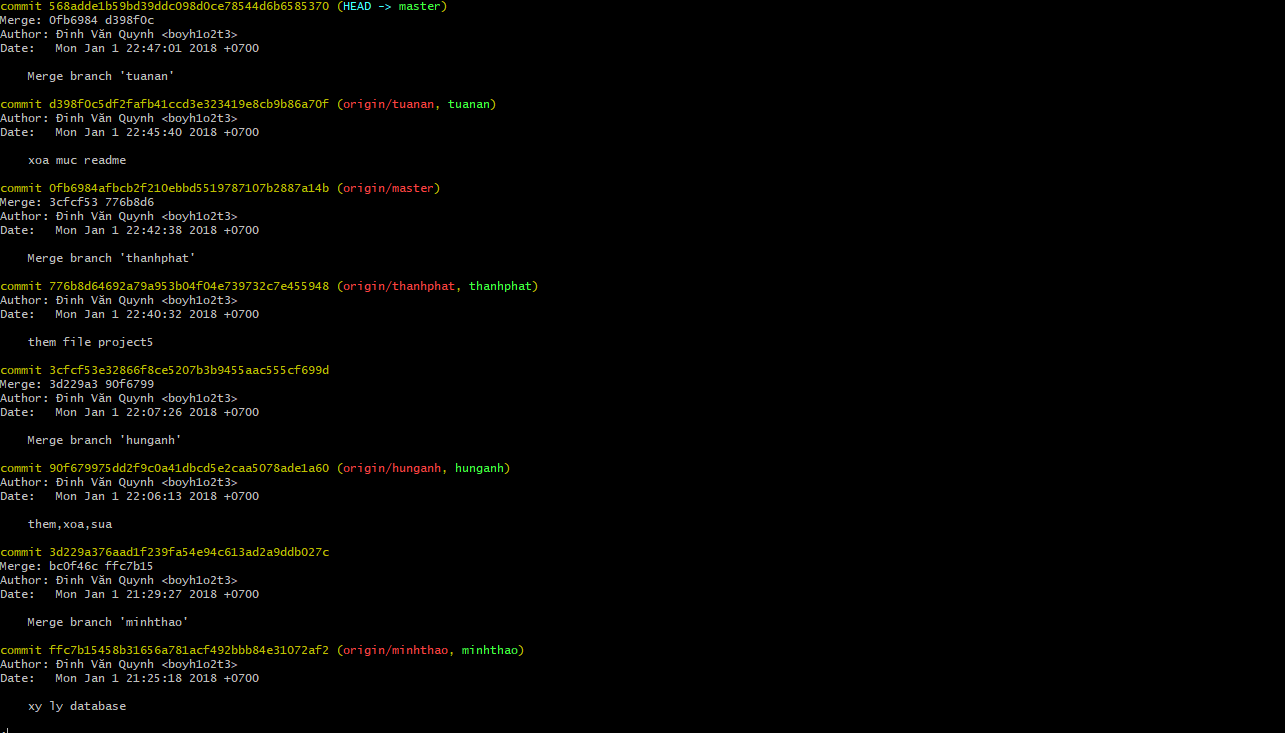 commit 568adde1b59bd39ddc098d0ce78544d6b6585370 (HEAD -> master)
Merge: 0fb6984 d398f0c
Author: Đinh Văn Quynh <boyh1o2t3>
Date:   Mon Jan 1 22:47:01 2018 +0700
    Merge branch 'tuanan'
commit d398f0c5df2fafb41ccd3e323419e8cb9b86a70f (origin/tuanan, tuanan)
Author: Đinh Văn Quynh <boyh1o2t3>
Date:   Mon Jan 1 22:45:40 2018 +0700
    xoa muc readme
commit 0fb6984afbcb2f210ebbd5519787107b2887a14b (origin/master)
Merge: 3cfcf53 776b8d6
Author: Đinh Văn Quynh <boyh1o2t3>
Date:   Mon Jan 1 22:42:38 2018 +0700
    Merge branch 'thanhphat'
commit 776b8d64692a79a953b04f04e739732c7e455948 (origin/thanhphat, thanhphat)
Author: Đinh Văn Quynh <boyh1o2t3>
Date:   Mon Jan 1 22:40:32 2018 +0700
    them file project5
commit 3cfcf53e32866f8ce5207b3b9455aac555cf699d
Merge: 3d229a3 90f6799
Author: Đinh Văn Quynh <boyh1o2t3>
Date:   Mon Jan 1 22:07:26 2018 +0700
    Merge branch 'hunganh'
commit 90f679975dd2f9c0a41dbcd5e2caa5078ade1a60 (origin/hunganh, hunganh)
Author: Đinh Văn Quynh <boyh1o2t3>
Date:   Mon Jan 1 22:06:13 2018 +0700
    them,xoa,sua
commit 3d229a376aad1f239fa54e94c613ad2a9ddb027c
Merge: bc0f46c ffc7b15
Author: Đinh Văn Quynh <boyh1o2t3>
Date:   Mon Jan 1 21:29:27 2018 +0700
    Merge branch 'minhthao'
commit ffc7b15458b31656a781acf492bbb84e31072af2 (origin/minhthao, minhthao)
Author: Đinh Văn Quynh <boyh1o2t3>
Date:   Mon Jan 1 21:25:18 2018 +0700
    xy ly database